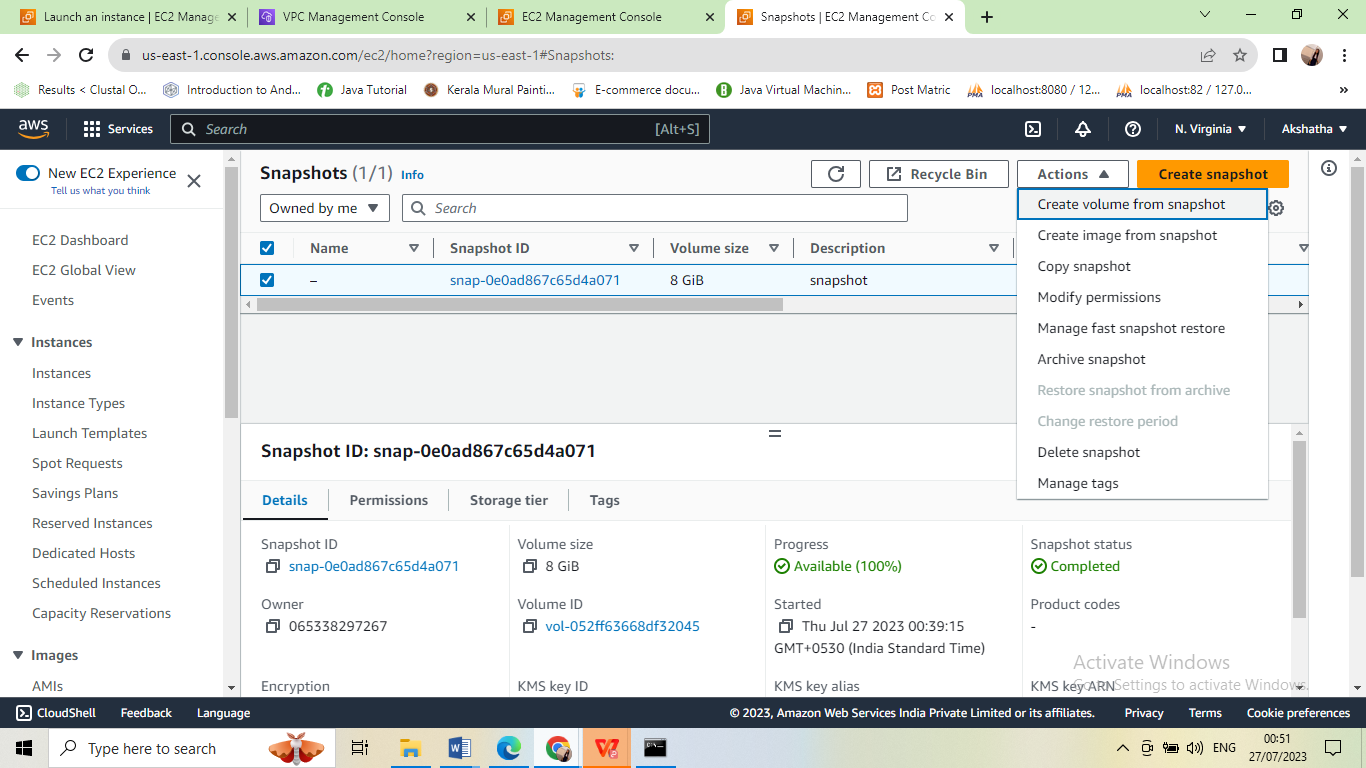 Launch an instance | EC2 Manage
VPC Management Console
EC2 Management Console
Snapshots | EC2 Management Co
us-east-1.console.aws.amazon.com/ec2/home?region=us-east-1#Snapshots:
Results < Clustal O...
Introduction to And...
Java Tutorial
Kerala Mural Painti...
E-commerce docu...
Java Virtual Machin...
Post Matric
localhost:8080 / 12...
localhost:82 / 127.0...
»
aws
Services
Search
[Alt+S]
N. Virginia
Akshatha
New EC2 Experience
Tell us what you think
EC2 Dashboard
EC2 Global View
Events
Instances
Instances
Instance Types
Launch Templates
Spot Requests
Savings Plans
Reserved Instances
Dedicated Hosts
Scheduled Instances
Capacity Reservations
Images
AMIs
Snapshots (1/1) Info
Recycle Bin
Actions
Create snapshot
Owned by me
Search
Create volume from snapshot
Create image from snapshot
Copy snapshot
Modify permissions
Manage fast snapshot restore
Archive snapshot
Restore snapshot from archive
Change restore period
Delete snapshot
Manage tags
Name
Snapshot ID
Volume size
Description
–
snap-0e0ad867c65d4a071
8 GiB
snapshot
Snapshot ID: snap-0e0ad867c65d4a071
Details
Permissions
Storage tier
Tags
Snapshot ID
snap-0e0ad867c65d4a071
Volume size
8 GiB
Progress
Available (100%)
Snapshot status
Completed
Owner
065338297267
Volume ID
vol-052ff63668df32045
Started
Thu Jul 27 2023 00:39:15
GMT+0530 (India Standard Time)
Product codes
-
Encryption
KMS key ID
KMS key alias
KMS key ARN
Activate Windows
Go to Settings to activate Windows.
CloudShell
Feedback
Language
© 2023, Amazon Web Services India Private Limited or its affiliates.
Privacy
Terms
Cookie preferences
Type here to search
ENG
00:51
27/07/2023